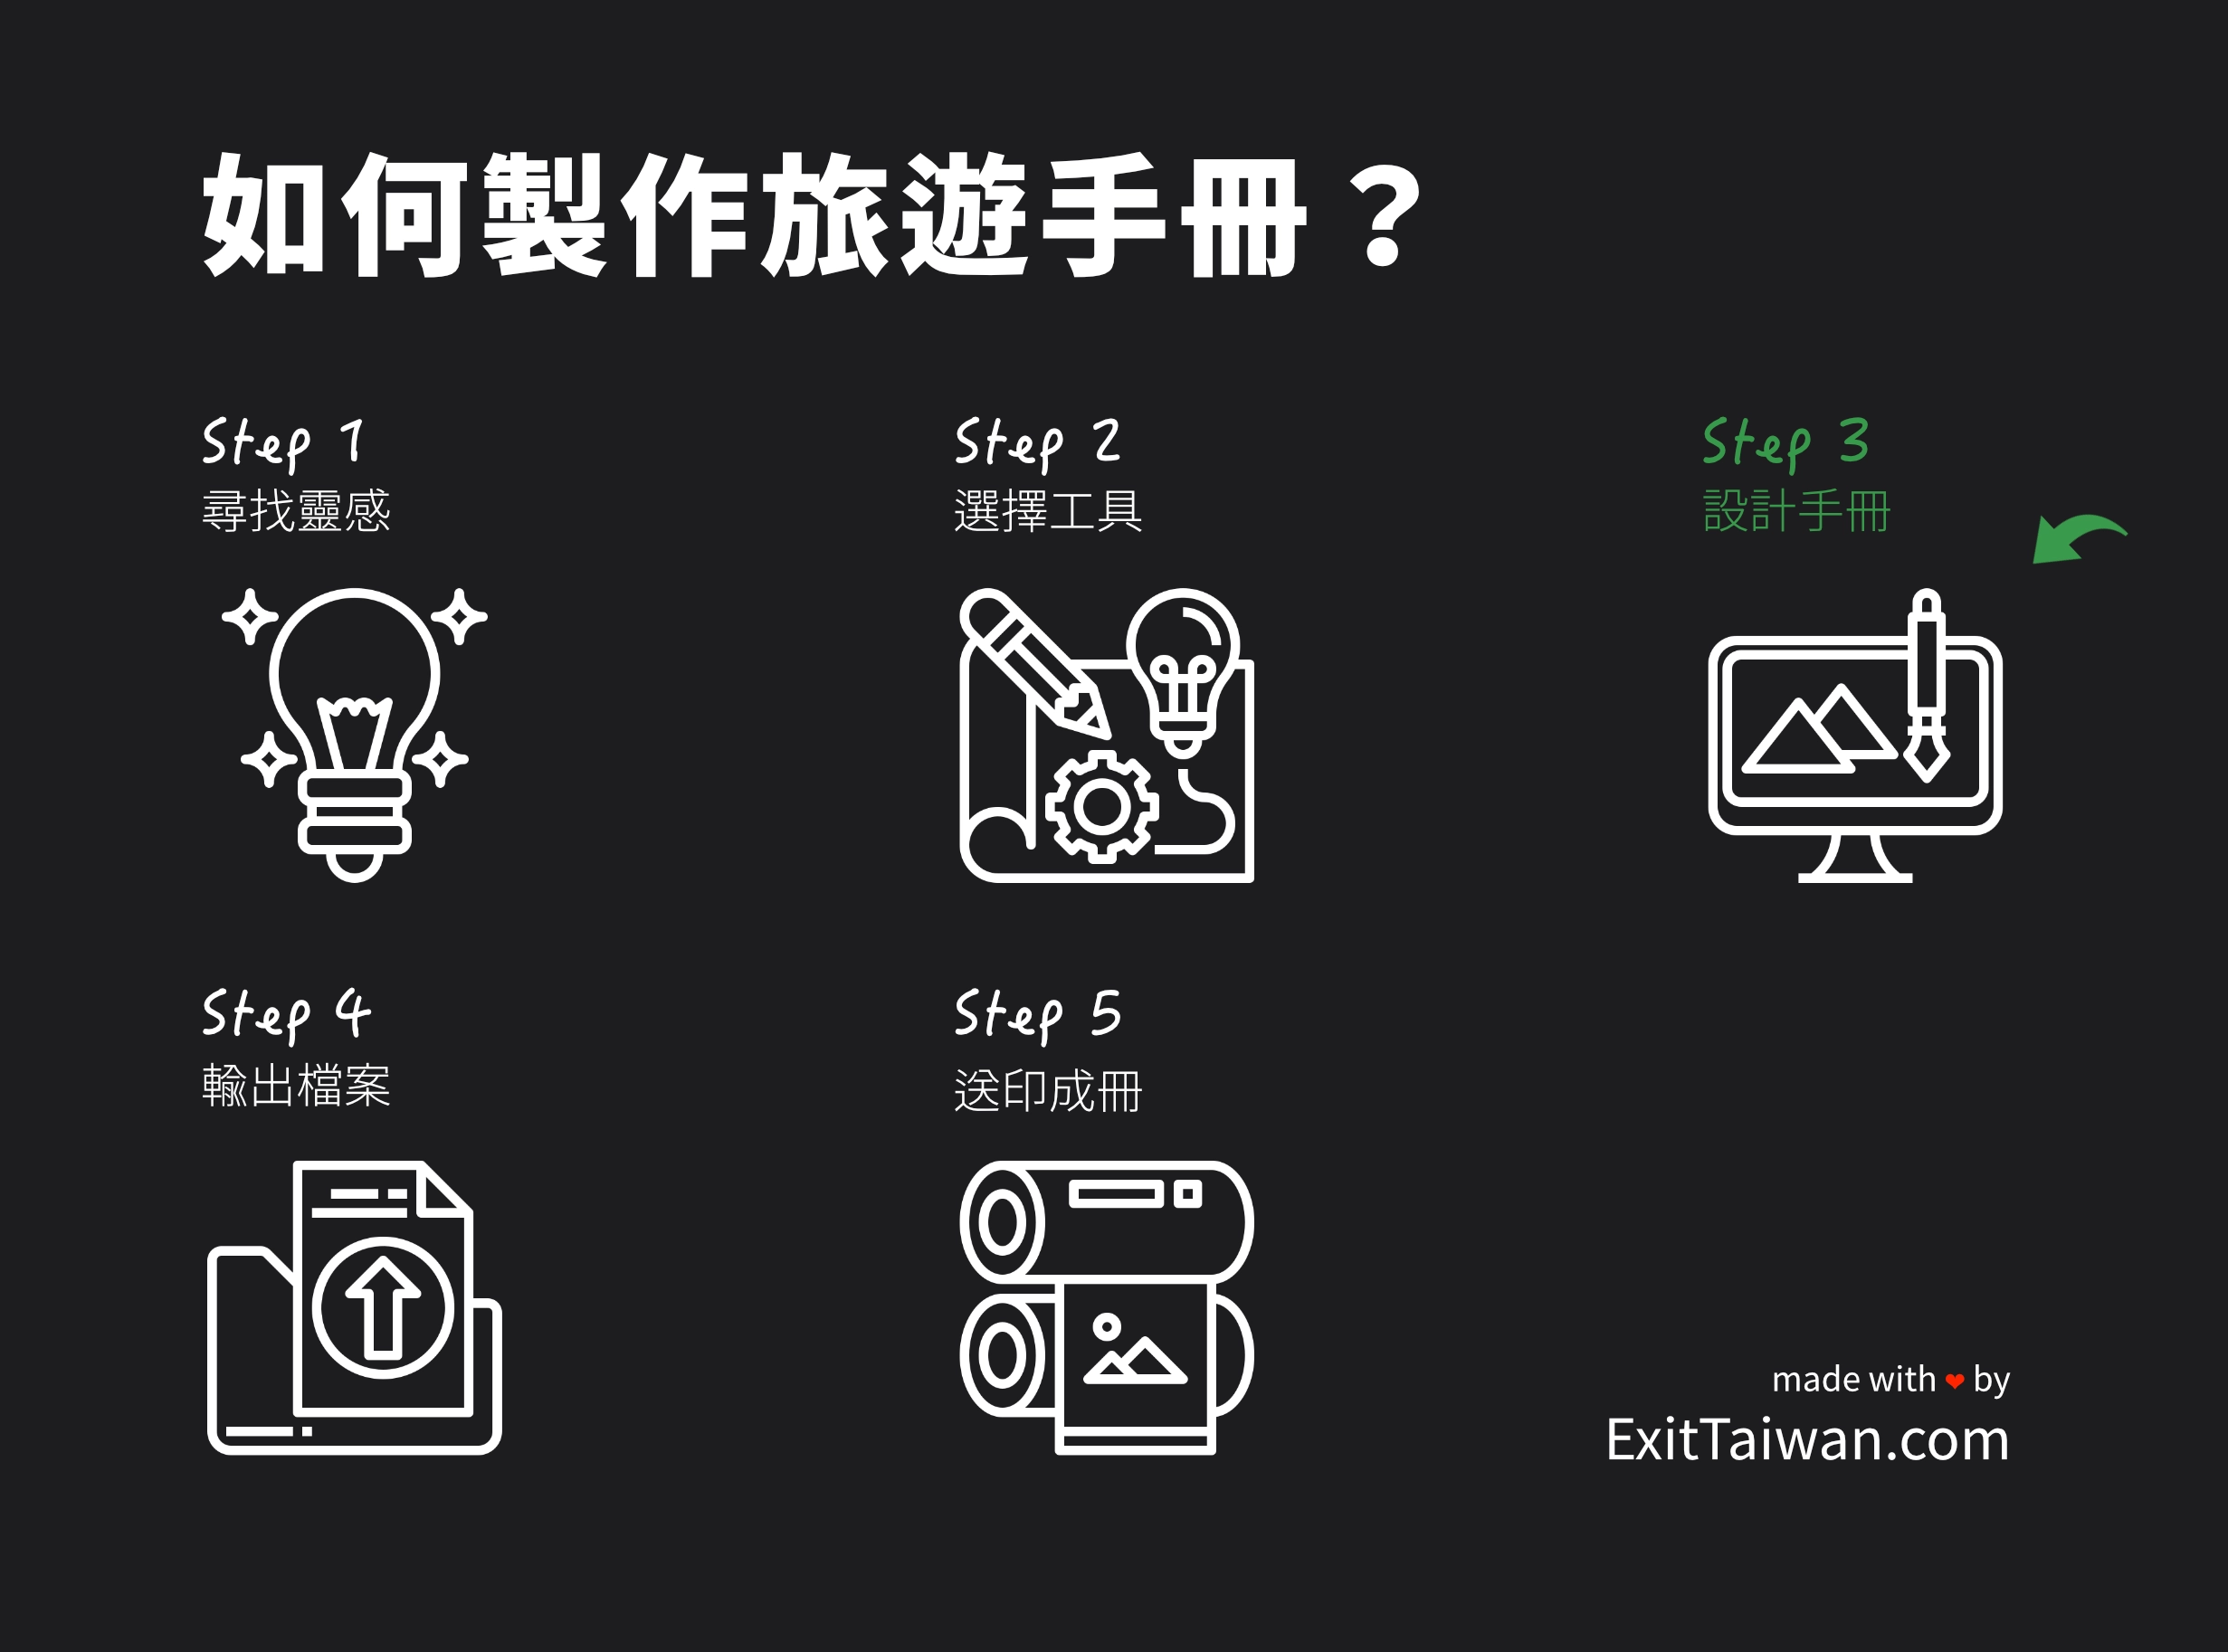 如何製作旅遊手冊？
Step 1
尋找靈感
Step 2
選擇工具
Step 3
設計手冊
Step 4
輸出檔案
Step 5
送印成冊
made with ❤ by
ExitTaiwan.com